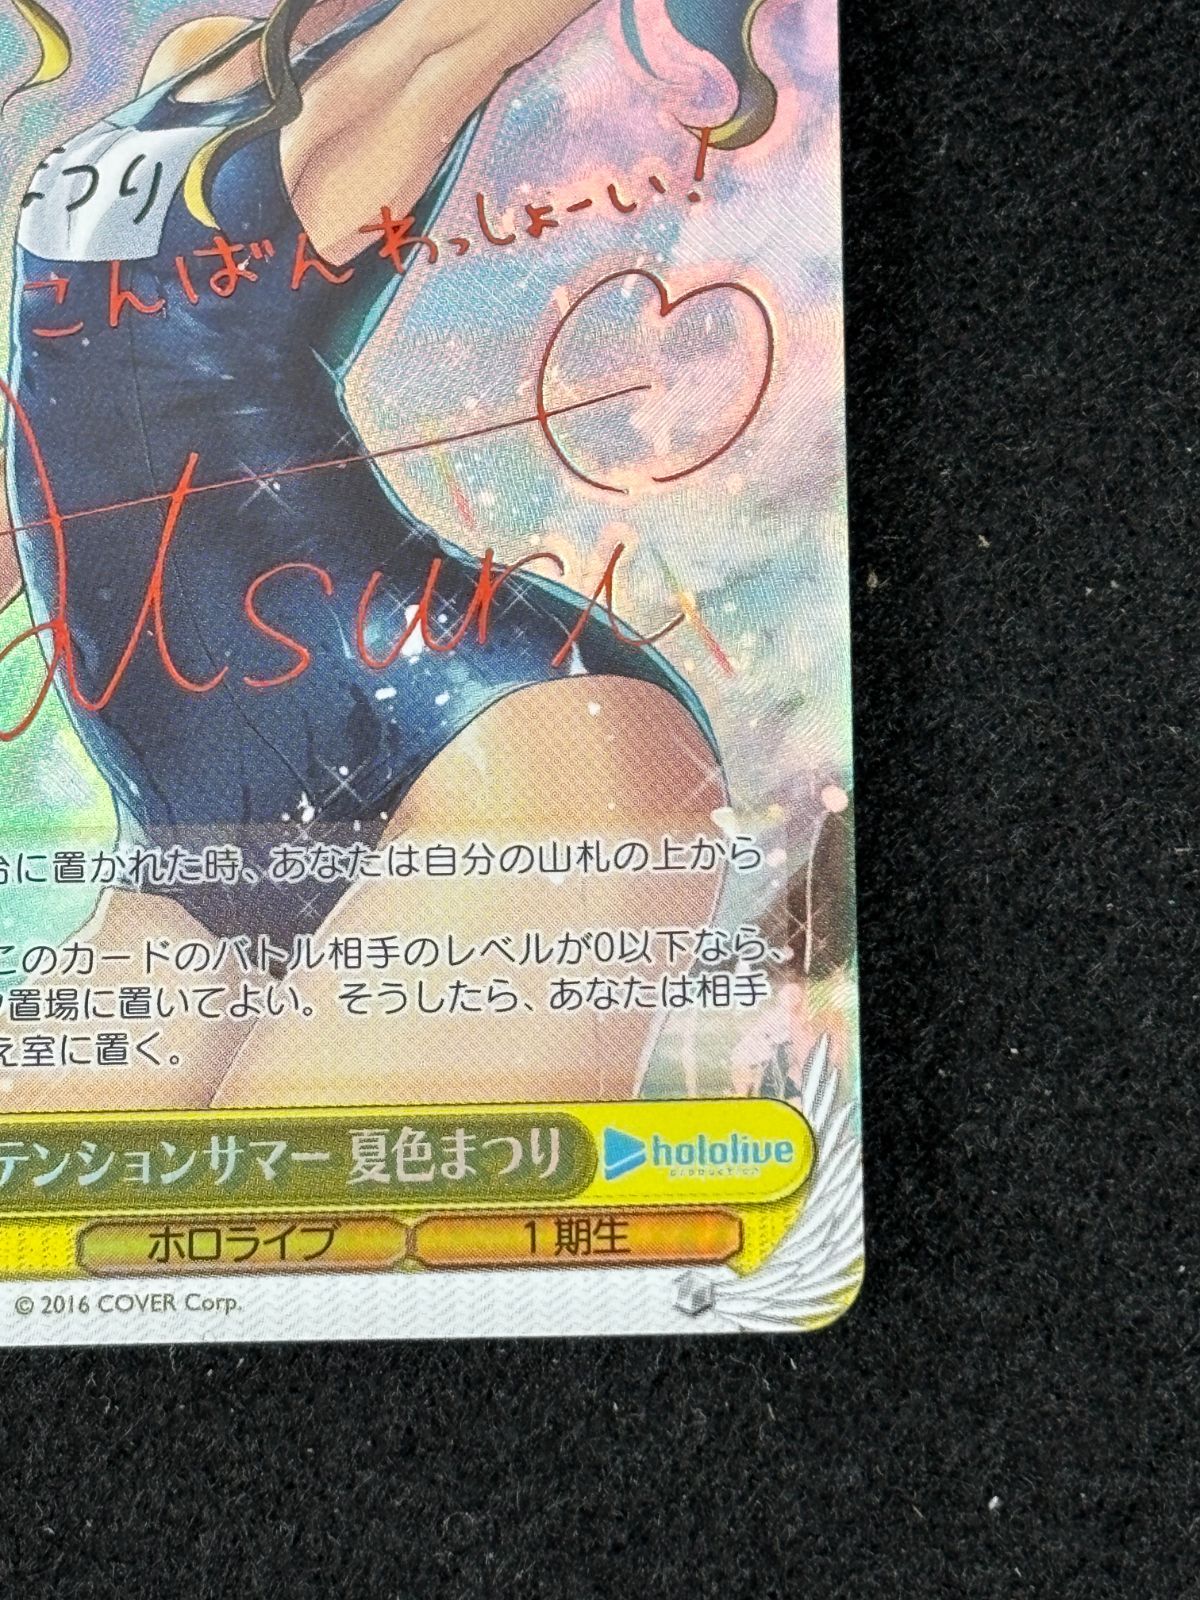 まつり
こんばんわっしょーい!
atsuri
に置かれた時、あなたは自分の山札の上から
このカードのバトル相手のレベルが0以下なら、
置場に置いてよい。そうしたら、あなたは相手
え室に置く。
テンションサマー 夏色まつり
hololive
production
ホロライブ
1期生
© 2016 COVER Corp.